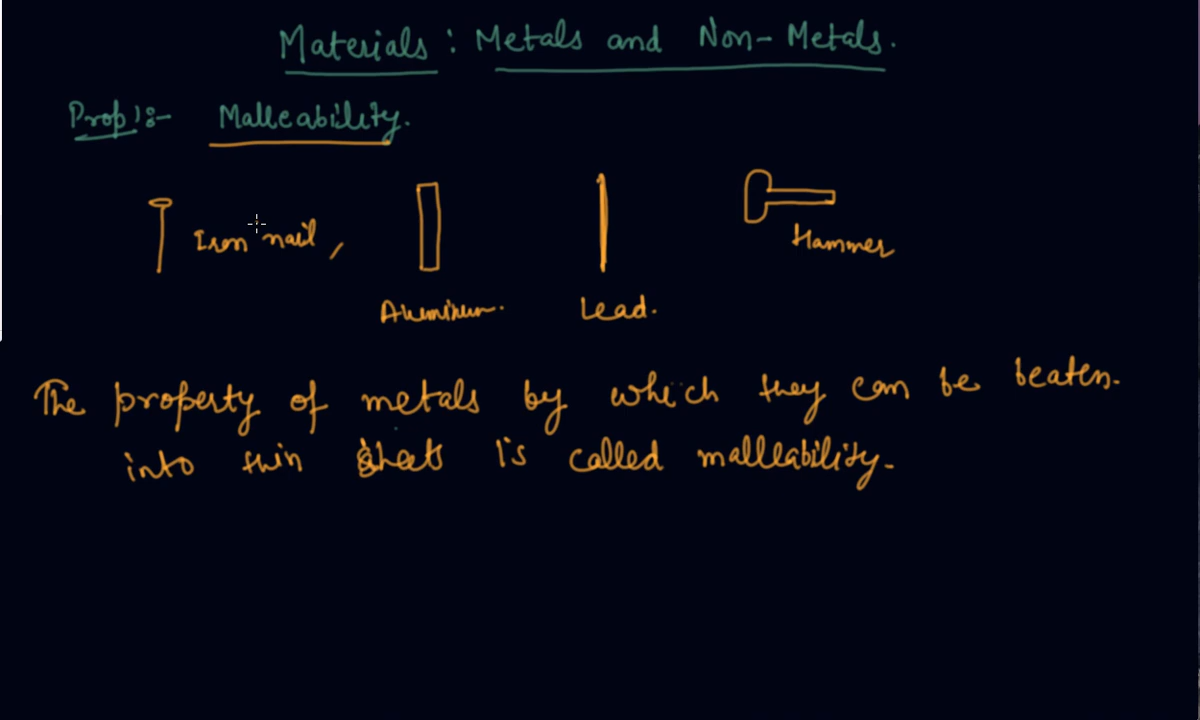 Materials : Metals and Non-Metals.
Prop 1:- Malleability.
Iron nail,
Hammer
Aluminum.
Lead.
The property of metals by which they can be beaten.
into thin sheets is called malleability.